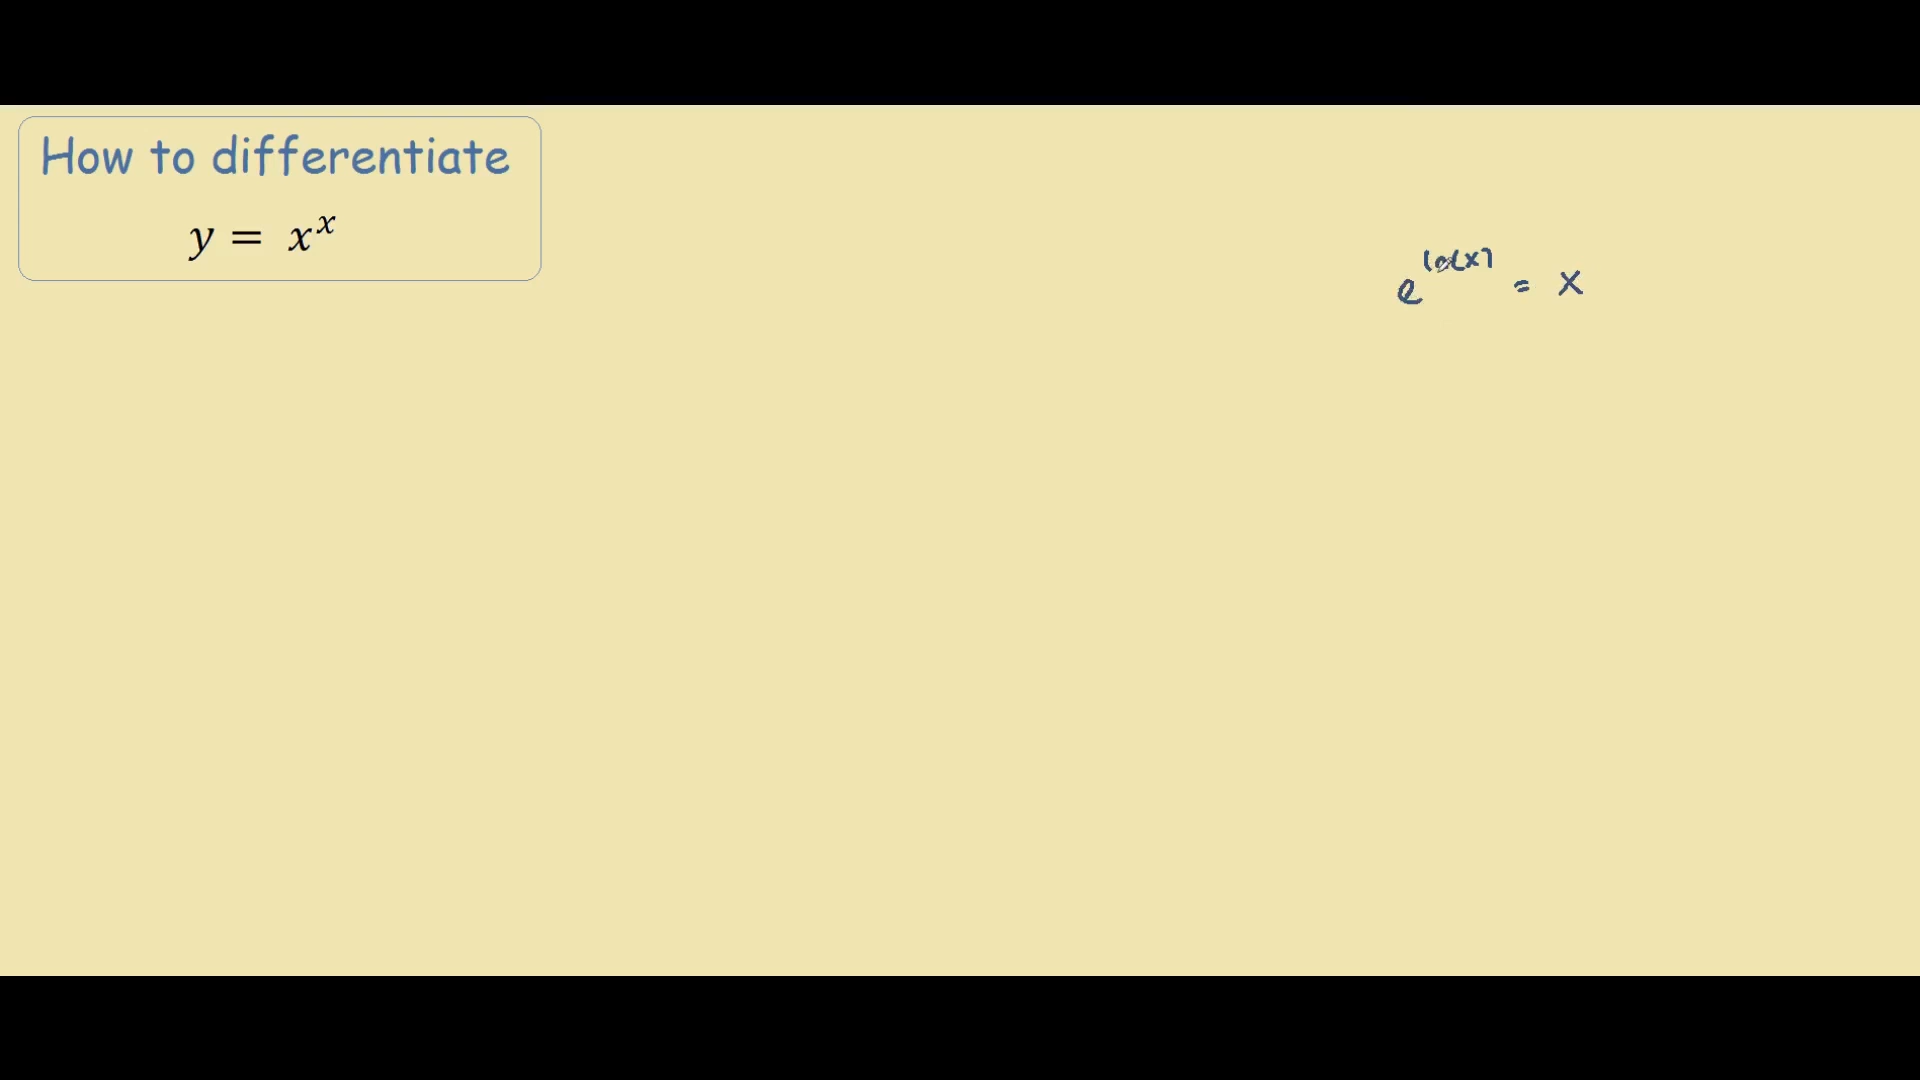 How to differentiate
y = x^x
e^ln(x) = x